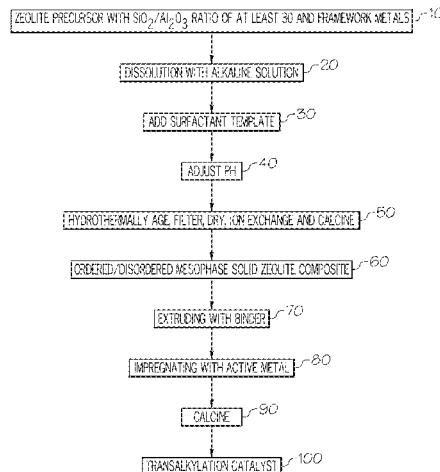 ZEOLITE PRECURSOR WITH SiO2/Al2O3 RATIO OF AT LEAST 30 AND FRAMEWORK METALS 10
DISSOLUTION WITH ALKALINE SOLUTION 20
ADD SURFACTANT TEMPLATE 30
ADJUST PH 40
HYDROTHERMALLY AGE, FILTER, DRY, ION EXCHANGE AND CALCINE 50
ORDERED/DISORDERED MESOPHASE SOLID ZEOLITE COMPOSITE 60
EXTRUDING WITH BINDER 70
IMPREGNATING WITH ACTIVE METAL 80
CALCINE 90
TRANSALKYLATION CATALYST 100